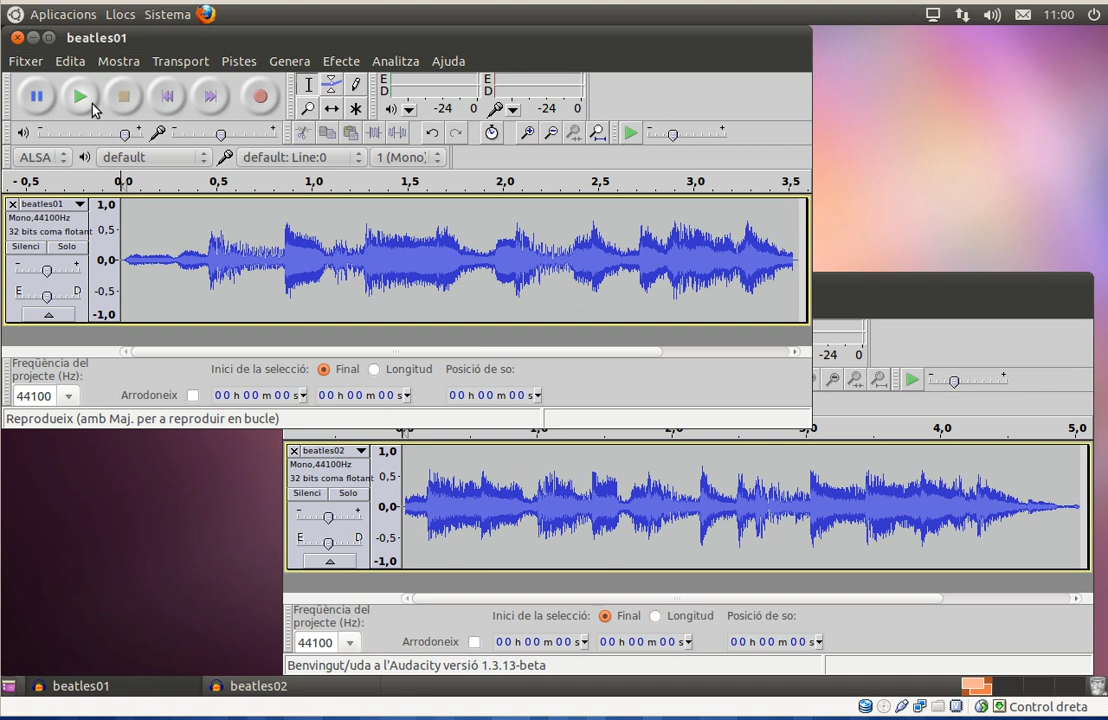 Aplicacions Llocs Sistema 11:00
beatles01
Fitxer Edita Mostra Transport Pistes Genera Efecte Analitza Ajuda
E E
D D
-24 0 -24 0
ALSA default default: Line:0 1 (Mono)
- 0,5 0,0 0,5 1,0 1,5 2,0 2,5 3,0 3,5
beatles01 1,0
Mono,44100Hz
32 bits coma flotant 0,5
Silenci Solo
- + 0,0
E D -0,5
-1,0
Freqüència del
projecte (Hz):
Inici de la selecció: Final Longitud Posició de so:
44100 Arrodoneix 00 h 00 m 00 s 00 h 00 m 00 s 00 h 00 m 00 s
Reprodueix (amb Maj. per a reproduir en bucle)
-24 0
0,0 1,0 2,0 3,0 4,0 5,0
beatles02 1,0
Mono,44100Hz
32 bits coma flotant 0,5
Silenci Solo
- + 0,0
E D -0,5
-1,0
Freqüència del
projecte (Hz):
Inici de la selecció: Final Longitud Posició de so:
44100 Arrodoneix 00 h 00 m 00 s 00 h 00 m 00 s 00 h 00 m 00 s
Benvingut/uda a l'Audacity versió 1.3.13-beta
beatles01 beatles02
Control dreta